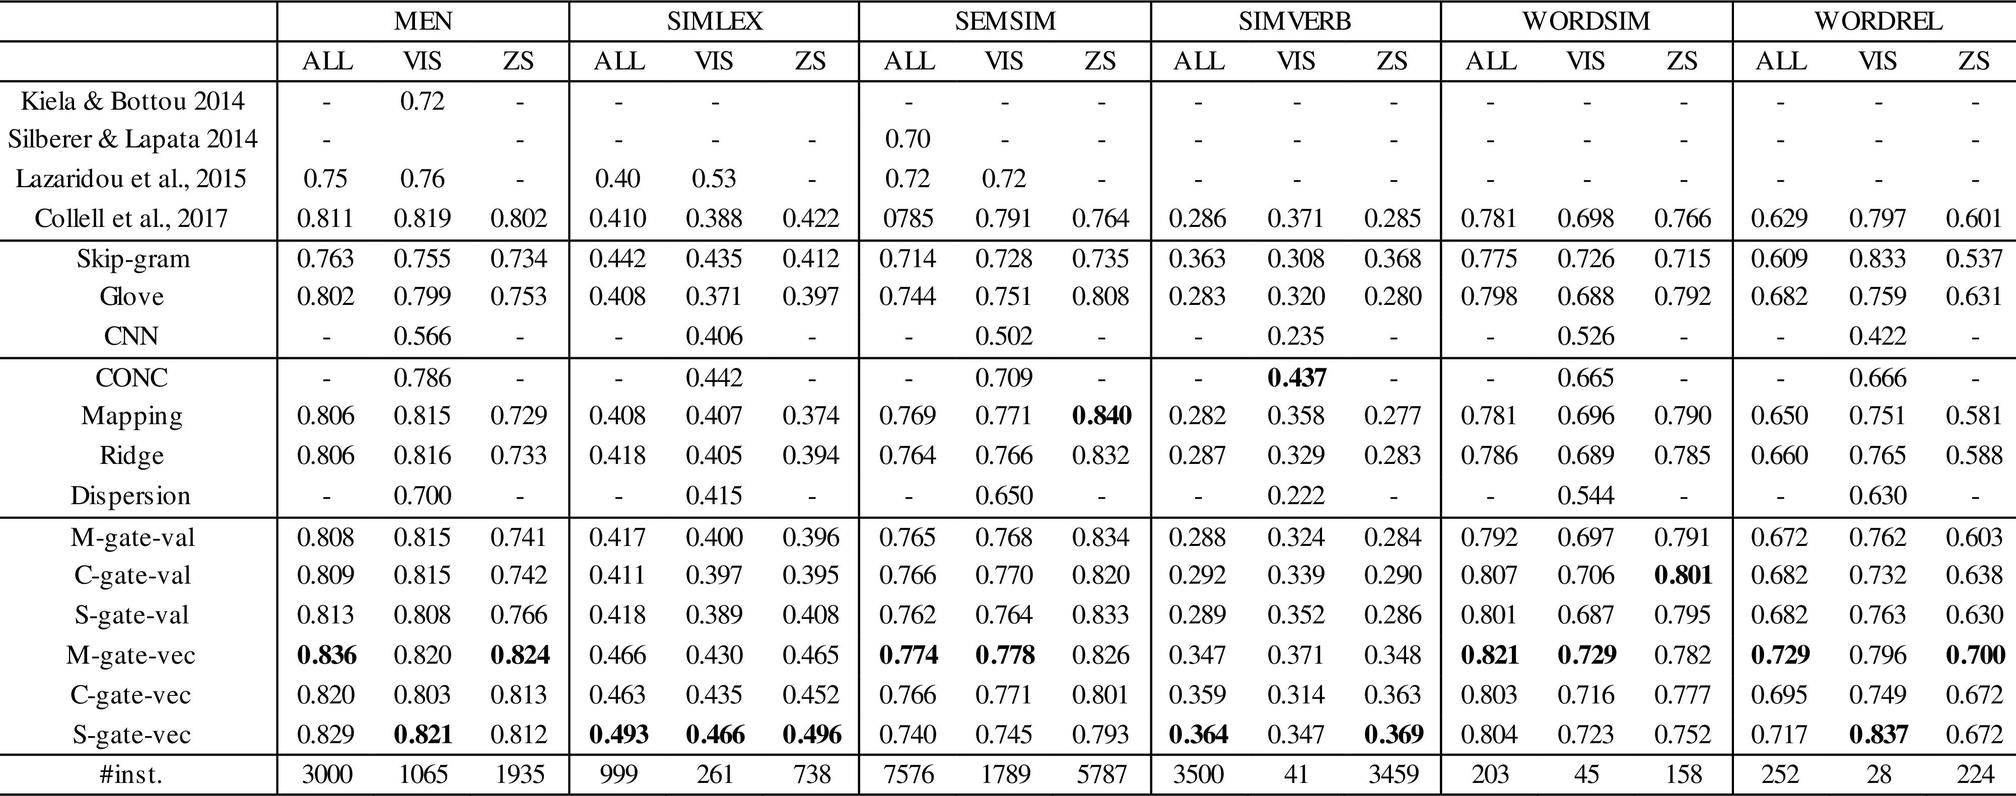 MEN SIMLEX SEMSIM SIMVERB WORDSIM WORDREL
ALL VIS ZS ALL VIS ZS ALL VIS ZS ALL VIS ZS ALL VIS ZS ALL VIS ZS
Kiela & Bottou 2014 - 0.72 - - - - - - - - - - - - - - -
Silberer & Lapata 2014 - - - - - 0.70 - - - - - - - - - - -
Lazaridou et al., 2015 0.75 0.76 - 0.40 0.53 - 0.72 0.72 - - - - - - - - - -
Collell et al., 2017 0.811 0.819 0.802 0.410 0.388 0.422 0785 0.791 0.764 0.286 0.371 0.285 0.781 0.698 0.766 0.629 0.797 0.601
Skip-gram 0.763 0.755 0.734 0.442 0.435 0.412 0.714 0.728 0.735 0.363 0.308 0.368 0.775 0.726 0.715 0.609 0.833 0.537
Glove 0.802 0.799 0.753 0.408 0.371 0.397 0.744 0.751 0.808 0.283 0.320 0.280 0.798 0.688 0.792 0.682 0.759 0.631
CNN - 0.566 - - 0.406 - - 0.502 - - 0.235 - - 0.526 - - 0.422 -
CONC - 0.786 - - 0.442 - - 0.709 - - 0.437 - - 0.665 - - 0.666 -
Mapping 0.806 0.815 0.729 0.408 0.407 0.374 0.769 0.771 0.840 0.282 0.358 0.277 0.781 0.696 0.790 0.650 0.751 0.581
Ridge 0.806 0.816 0.733 0.418 0.405 0.394 0.764 0.766 0.832 0.287 0.329 0.283 0.786 0.689 0.785 0.660 0.765 0.588
Dispersion - 0.700 - - 0.415 - - 0.650 - - 0.222 - - 0.544 - - 0.630 -
M-gate-val 0.808 0.815 0.741 0.417 0.400 0.396 0.765 0.768 0.834 0.288 0.324 0.284 0.792 0.697 0.791 0.672 0.762 0.603
C-gate-val 0.809 0.815 0.742 0.411 0.397 0.395 0.766 0.770 0.820 0.292 0.339 0.290 0.807 0.706 0.801 0.682 0.732 0.638
S-gate-val 0.813 0.808 0.766 0.418 0.389 0.408 0.762 0.764 0.833 0.289 0.352 0.286 0.801 0.687 0.795 0.682 0.763 0.630
M-gate-vec 0.836 0.820 0.824 0.466 0.430 0.465 0.774 0.778 0.826 0.347 0.371 0.348 0.821 0.729 0.782 0.729 0.796 0.700
C-gate-vec 0.820 0.803 0.813 0.463 0.435 0.452 0.766 0.771 0.801 0.359 0.314 0.363 0.803 0.716 0.777 0.695 0.749 0.672
S-gate-vec 0.829 0.821 0.812 0.493 0.466 0.496 0.740 0.745 0.793 0.364 0.347 0.369 0.804 0.723 0.752 0.717 0.837 0.672
#inst. 3000 1065 1935 999 261 738 7576 1789 5787 3500 41 3459 203 45 158 252 28 224